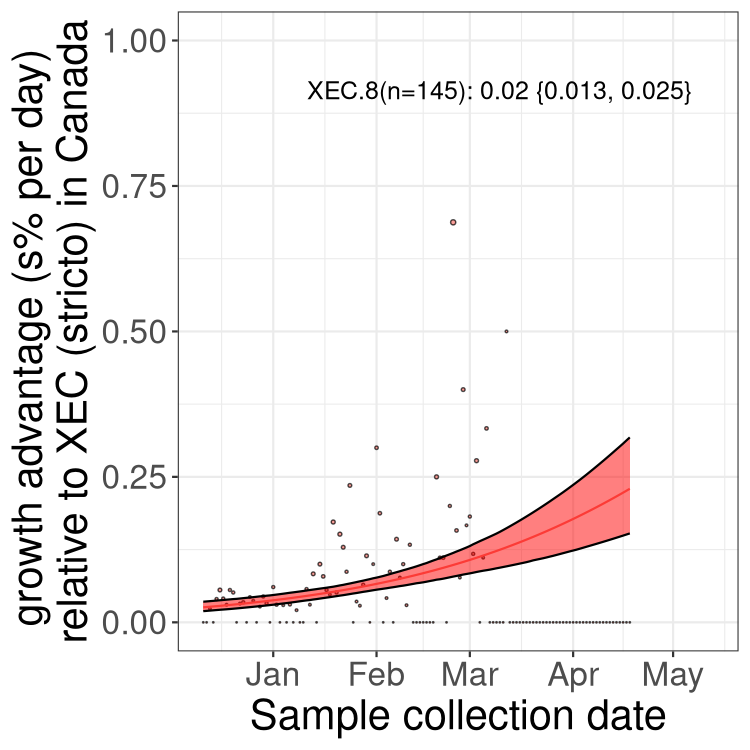 growth advantage (s% per day)
relative to XEC (stricto) in Canada
1.00
0.75
0.50
0.25
0.00
XEC.8(n=145): 0.02 {0.013, 0.025}
Jan Feb Mar Apr May
Sample collection date